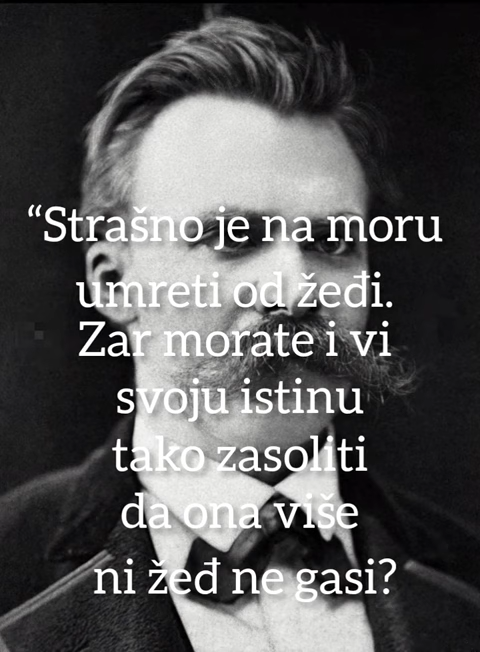 “Strašno je na moru
umreti od žeđi.
Zar morate i vi
svoju istinu
tako zasoliti
da ona više
ni žeđ ne gasi?